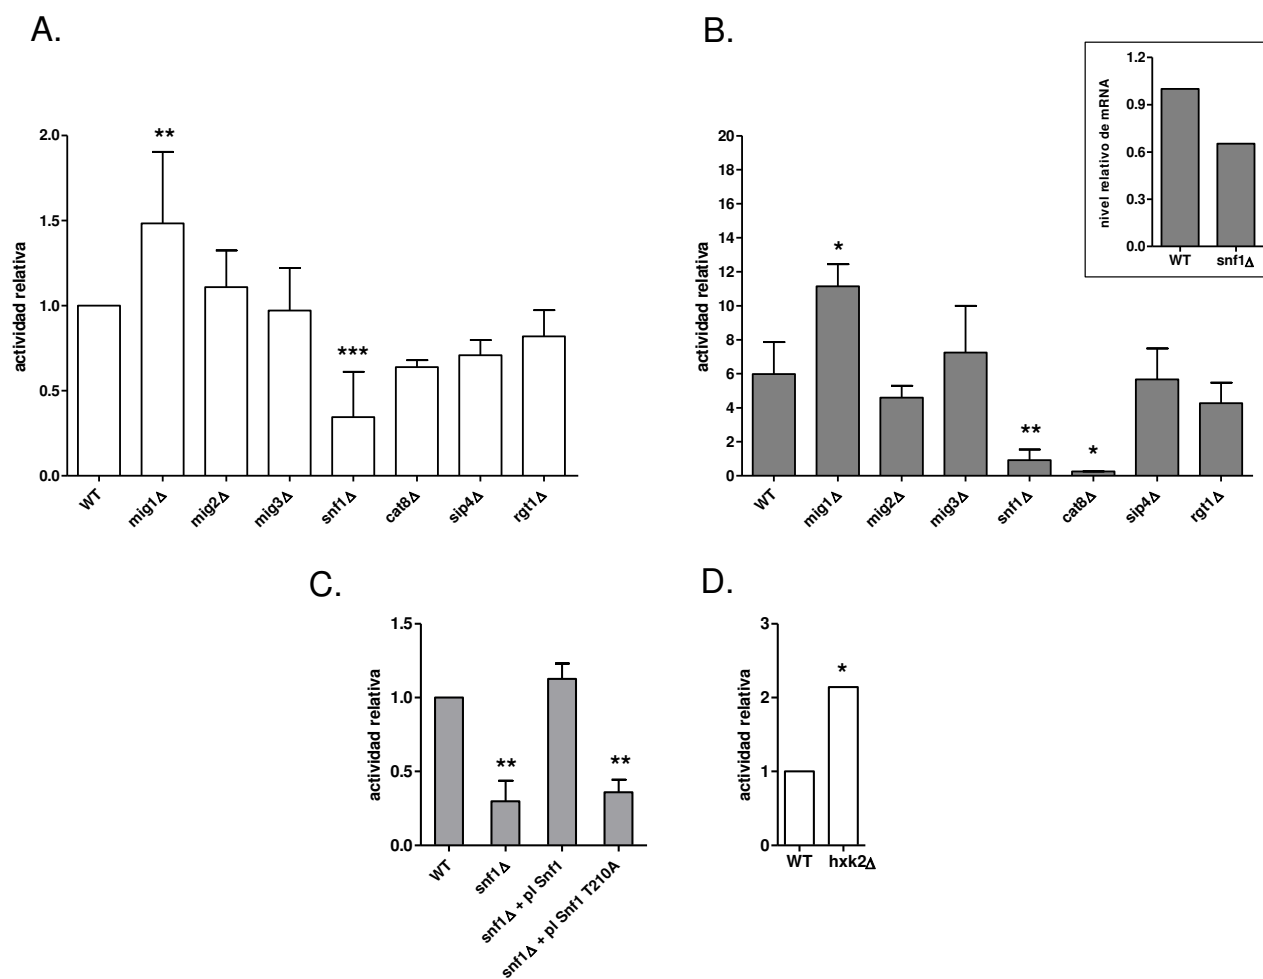 A.
2.0
1.5
1.0
0.5
0.0
actividad relativa
**
***
WT
mig1Δ
mig2Δ
mig3Δ
snf1Δ
cat8Δ
sip4Δ
rgt1Δ
B.
20
18
16
14
12
10
8
6
4
2
0
actividad relativa
*
**
*
WT
mig1Δ
mig2Δ
mig3Δ
snf1Δ
cat8Δ
sip4Δ
rgt1Δ
1.2
0.9
0.6
0.3
0.0
nivel relativo de mRNA
WT
snf1Δ
C.
1.5
1.0
0.5
0.0
actividad relativa
**
**
WT
snf1Δ
snf1Δ + pl Snf1
snf1Δ + pl Snf1 T210A
D.
3
2
1
0
actividad relativa
*
WT
hxk2Δ